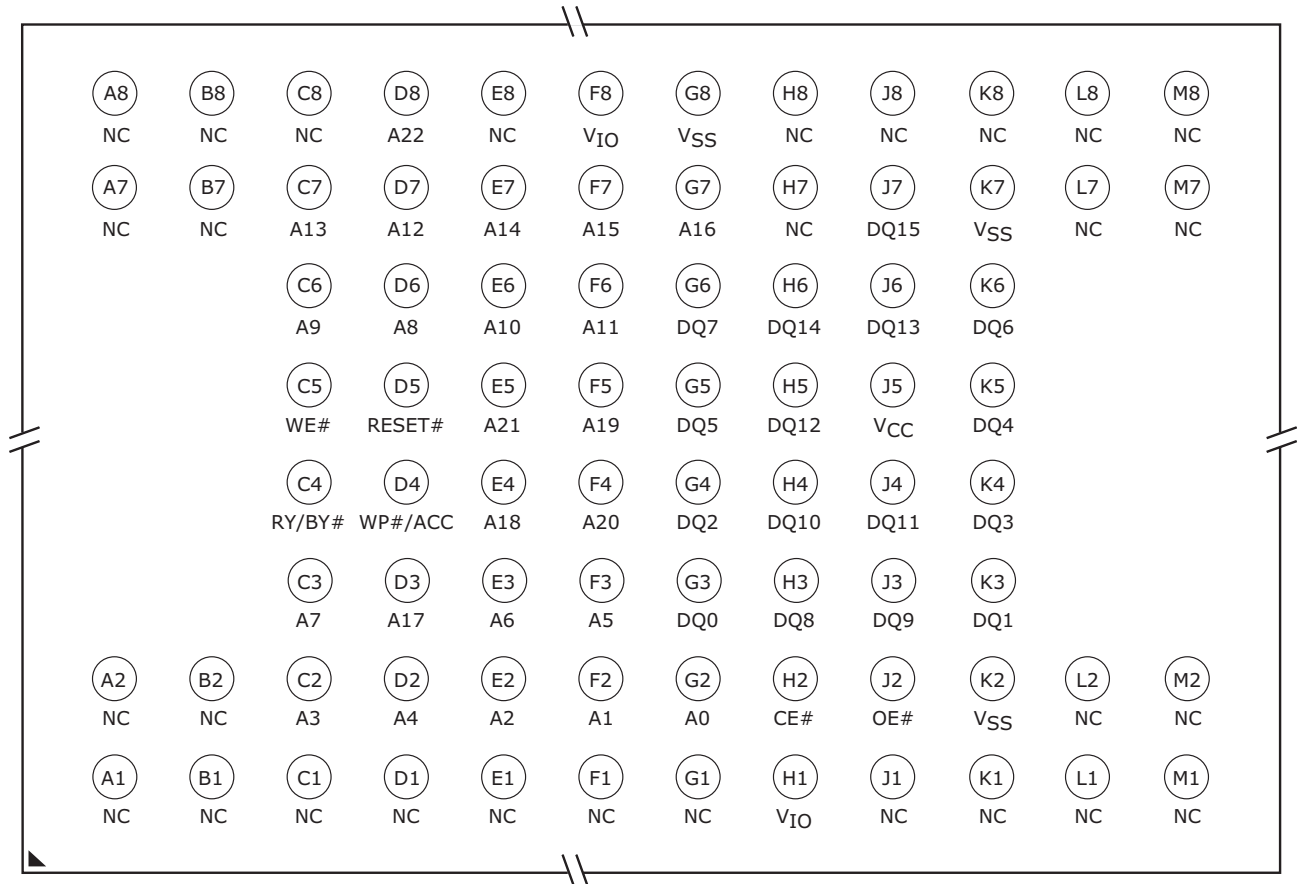 A8 B8 C8 D8 E8 F8 G8 H8 J8 K8 L8 M8
NC NC NC A22 NC VIO VSS NC NC NC NC NC
A7 B7 C7 D7 E7 F7 G7 H7 J7 K7 L7 M7
NC NC A13 A12 A14 A15 A16 NC DQ15 VSS NC NC
C6 D6 E6 F6 G6 H6 J6 K6
A9 A8 A10 A11 DQ7 DQ14 DQ13 DQ6
C5 D5 E5 F5 G5 H5 J5 K5
WE# RESET# A21 A19 DQ5 DQ12 VCC DQ4
C4 D4 E4 F4 G4 H4 J4 K4
RY/BY# WP#/ACC A18 A20 DQ2 DQ10 DQ11 DQ3
C3 D3 E3 F3 G3 H3 J3 K3
A7 A17 A6 A5 DQ0 DQ8 DQ9 DQ1
A2 B2 C2 D2 E2 F2 G2 H2 J2 K2 L2 M2
NC NC A3 A4 A2 A1 A0 CE# OE# VSS NC NC
A1 B1 C1 D1 E1 F1 G1 H1 J1 K1 L1 M1
NC NC NC NC NC NC NC VIO NC NC NC NC